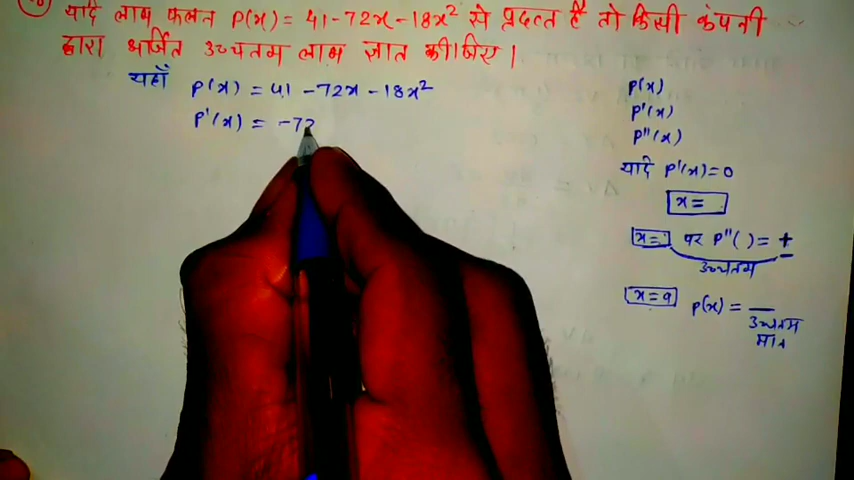 यदि लाभ फलन P(x) = 41-72x-18x² से प्रदत्त है तो किसी कंपनी
द्वारा अर्जित उच्चतम लाभ ज्ञात कीजिए।
यहाँ P(x) = 41 -72x -18x²
P'(x) = -72
P(x)
P'(x)
P''(x)
यदि P'(x)=0
x=
x= पर P''( ) = +
-
उच्चतम
x=a P(x) = —
उच्चतम
मान